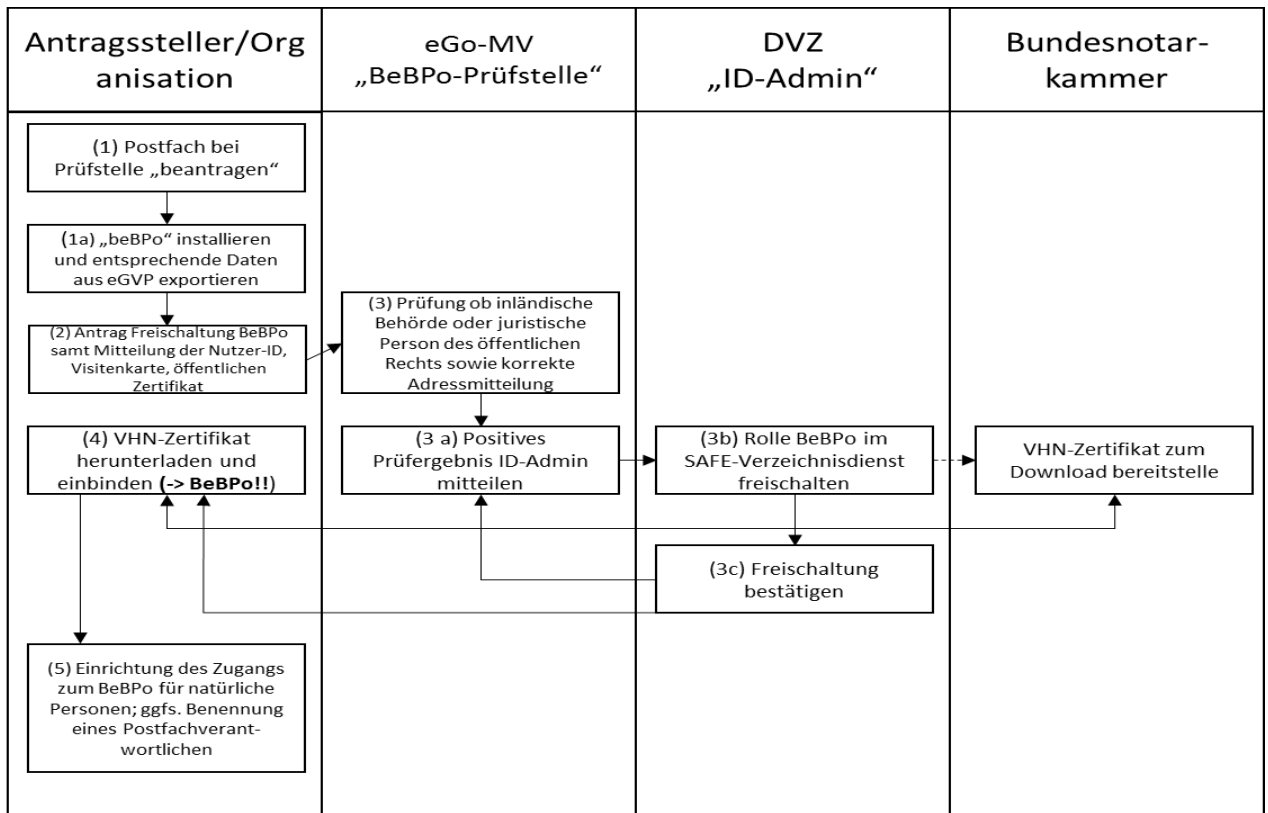 Antragssteller/Org
anisation
eGo-MV
„BeBPo-Prüfstelle“
DVZ
„ID-Admin“
Bundesnotar-
kammer
(1) Postfach bei
Prüfstelle „beantragen“
(1a) „beBPo“ installieren
und entsprechende Daten
aus eGVP exportieren
(2) Antrag Freischaltung BeBPo
samt Mitteilung der Nutzer-ID,
Visitenkarte, öffentlichen
Zertifikat
(3) Prüfung ob inländische
Behörde oder juristische
Person des öffentlichen
Rechts sowie korrekte
Adressmitteilung
(4) VHN-Zertifikat
herunterladen und
einbinden (-> BeBPo!!)
(3 a) Positives
Prüfergebnis ID-Admin
mitteilen
(3b) Rolle BeBPo im
SAFE-Verzeichnisdienst
freischalten
VHN-Zertifikat zum
Download bereitstelle
(3c) Freischaltung
bestätigen
(5) Einrichtung des Zugangs
zum BeBPo für natürliche
Personen; ggfs. Benennung
eines Postfachverant-
wortlichen